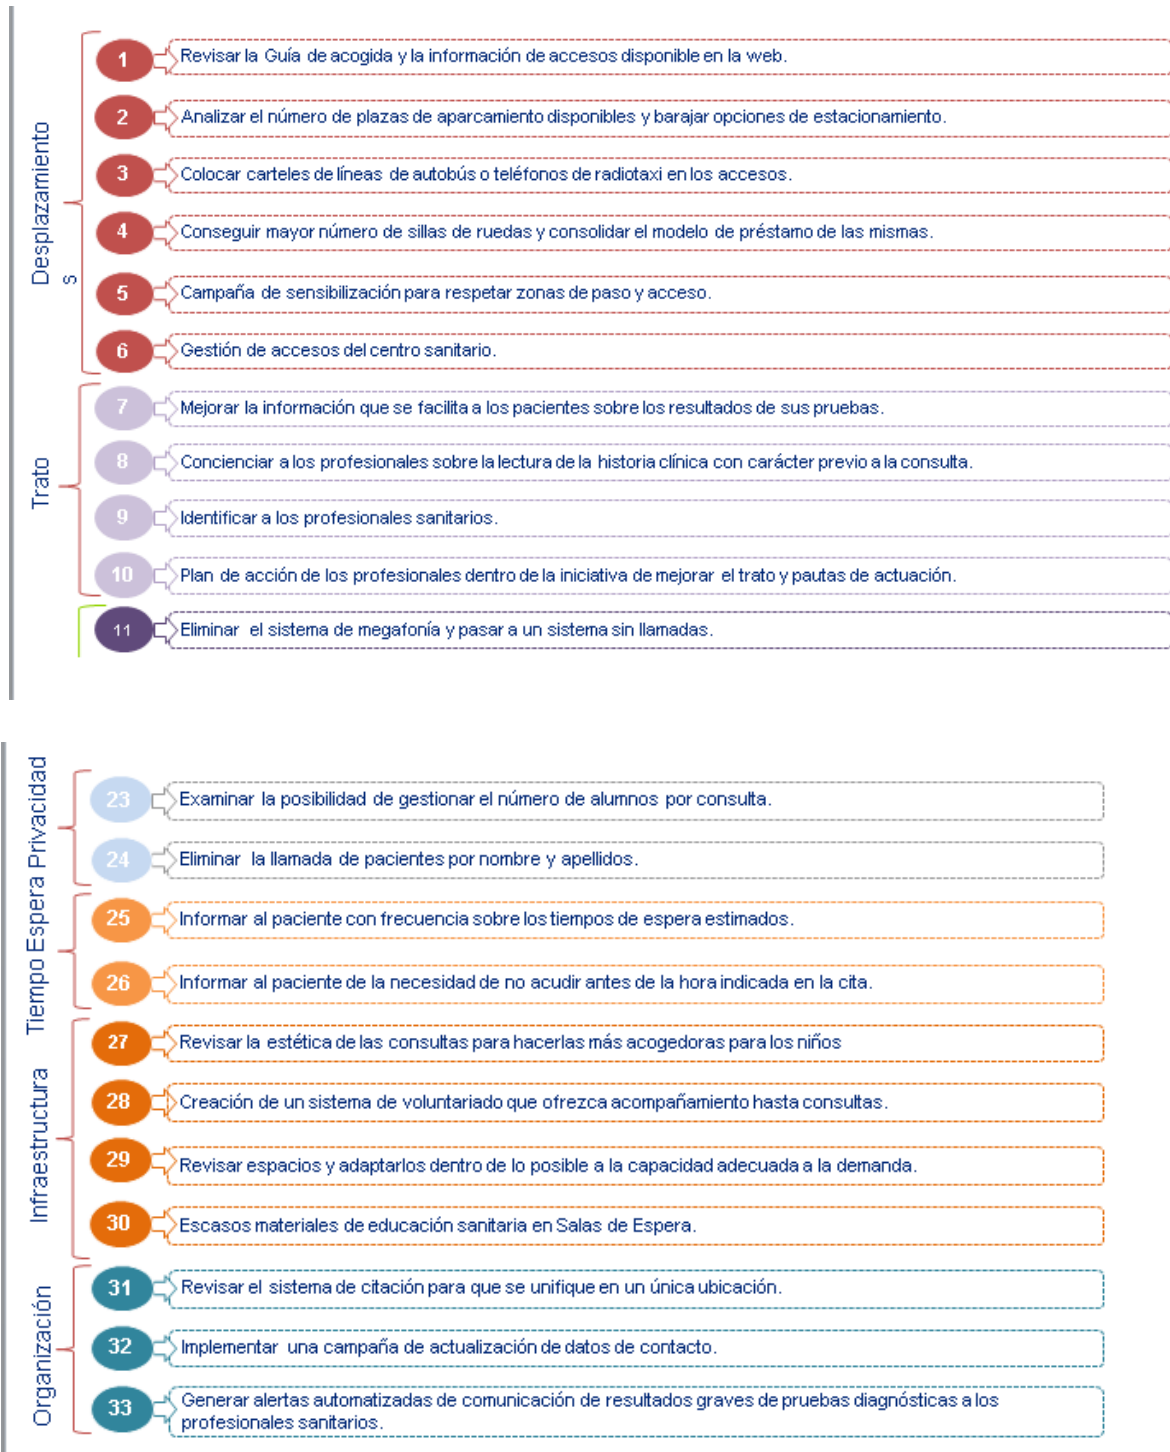 Desplazamiento
s
1 Revisar la Guía de acogida y la información de accesos disponible en la web.
2 Analizar el número de plazas de aparcamiento disponibles y barajar opciones de estacionamiento.
3 Colocar carteles de líneas de autobús o teléfonos de radiotaxi en los accesos.
4 Conseguir mayor número de sillas de ruedas y consolidar el modelo de préstamo de las mismas.
5 Campaña de sensibilización para respetar zonas de paso y acceso.
6 Gestión de accesos del centro sanitario.
Trato
7 Mejorar la información que se facilita a los pacientes sobre los resultados de sus pruebas.
8 Concienciar a los profesionales sobre la lectura de la historia clínica con carácter previo a la consulta.
9 Identificar a los profesionales sanitarios.
10 Plan de acción de los profesionales dentro de la iniciativa de mejorar el trato y pautas de actuación.
11 Eliminar el sistema de megafonía y pasar a un sistema sin llamadas.
Privacidad
23 Examinar la posibilidad de gestionar el número de alumnos por consulta.
24 Eliminar la llamada de pacientes por nombre y apellidos.
Tiempo Espera
25 Informar al paciente con frecuencia sobre los tiempos de espera estimados.
26 Informar al paciente de la necesidad de no acudir antes de la hora indicada en la cita.
Infraestructura
27 Revisar la estética de las consultas para hacerlas más acogedoras para los niños
28 Creación de un sistema de voluntariado que ofrezca acompañamiento hasta consultas.
29 Revisar espacios y adaptarlos dentro de lo posible a la capacidad adecuada a la demanda.
30 Escasos materiales de educación sanitaria en Salas de Espera.
Organización
31 Revisar el sistema de citación para que se unifique en un única ubicación.
32 Implementar una campaña de actualización de datos de contacto.
33 Generar alertas automatizadas de comunicación de resultados graves de pruebas diagnósticas a los
profesionales sanitarios.